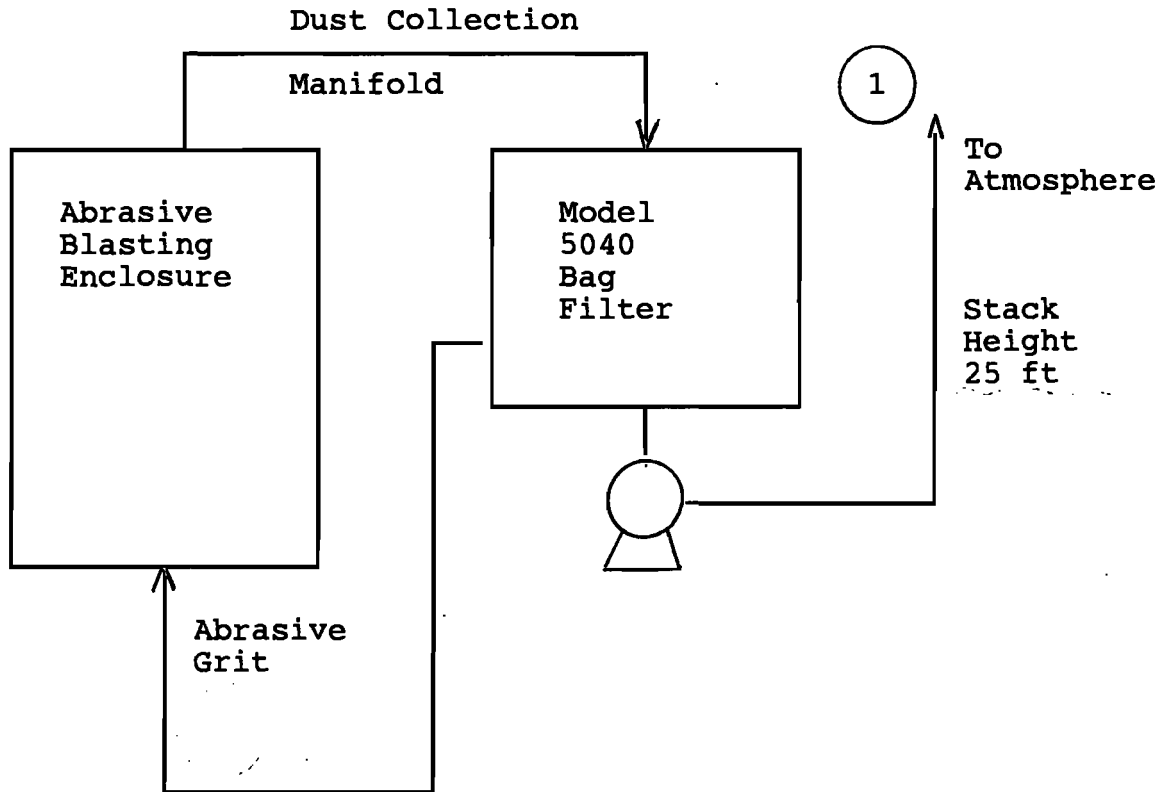 Dust Collection
Manifold
1
To
Atmosphere
Abrasive
Blasting
Enclosure
Model
5040
Bag
Filter
Stack
Height
25 ft
Abrasive
Grit